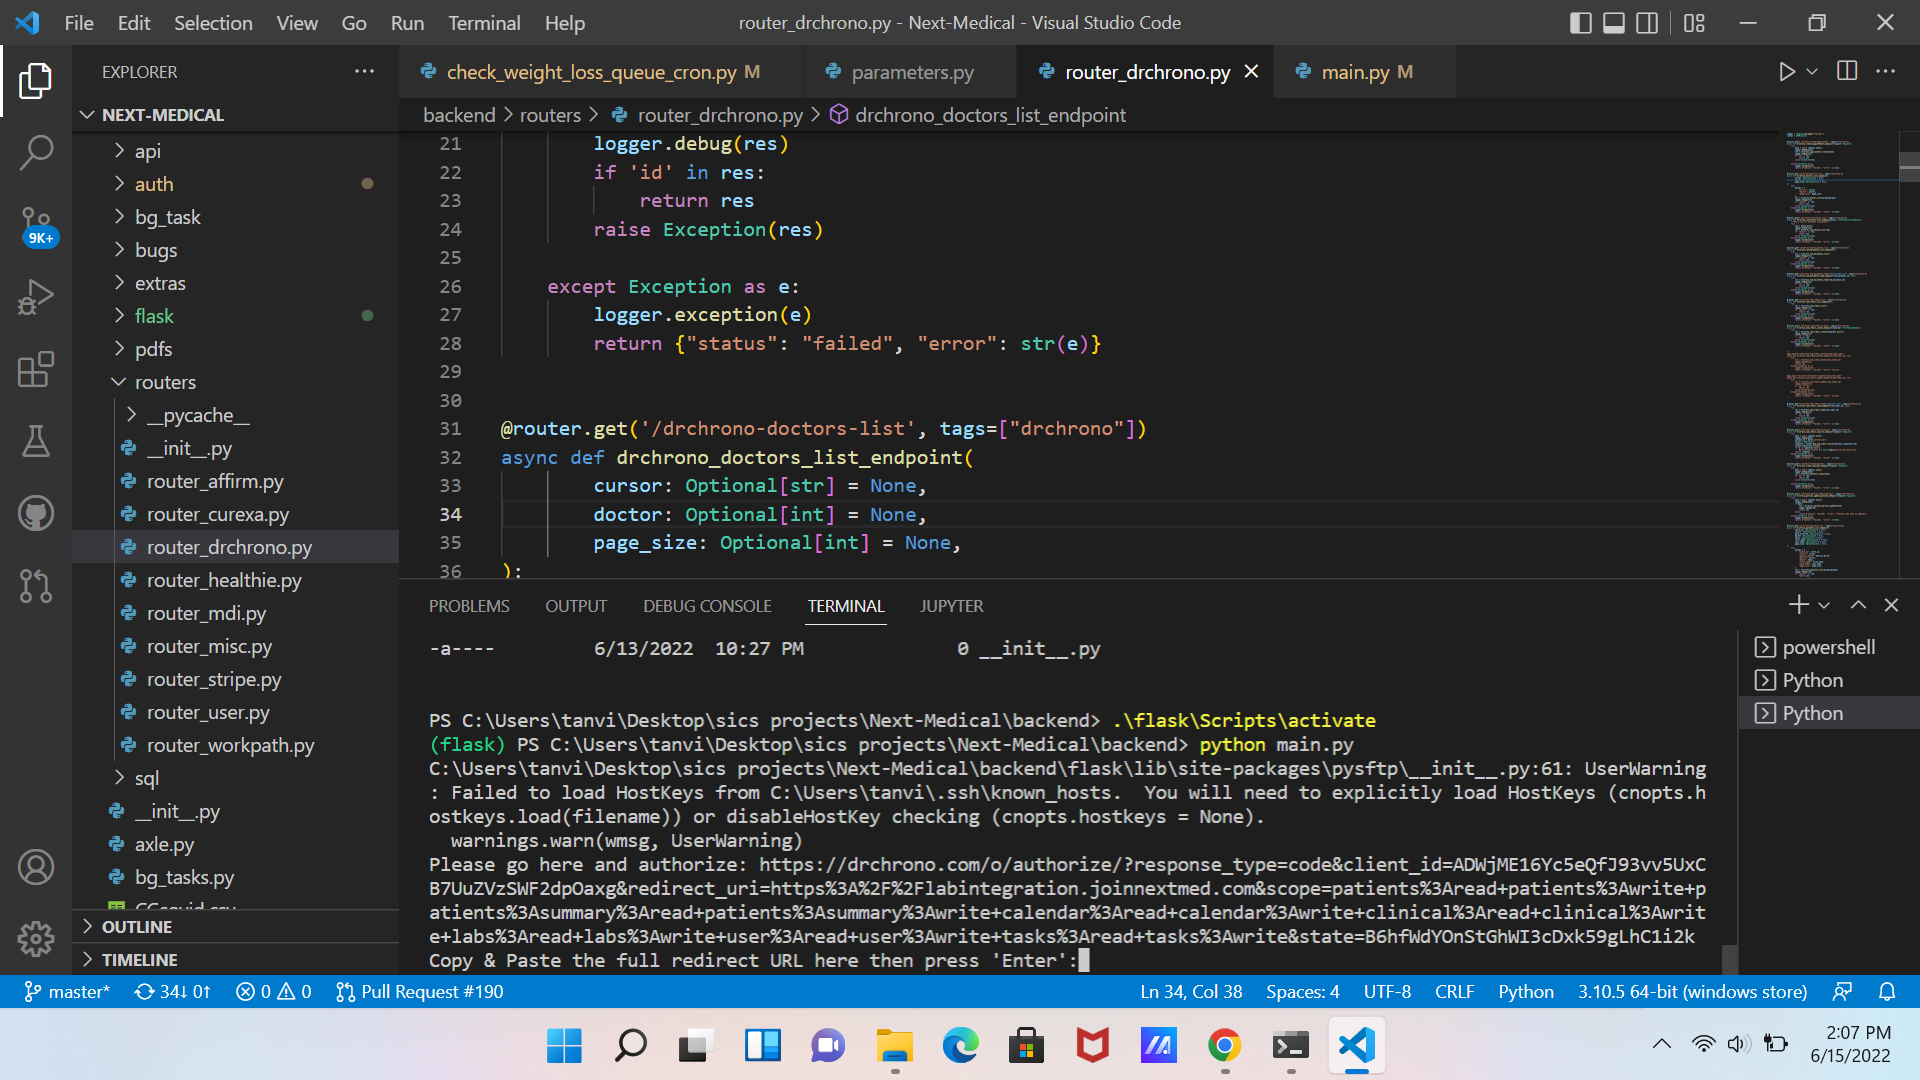 File Edit Selection View Go Run Terminal Help
router_drchrono.py - Next-Medical - Visual Studio Code
EXPLORER
NEXT-MEDICAL
api
auth
bg_task
bugs
extras
flask
pdfs
routers
__pycache__
__init__.py
router_affirm.py
router_curexa.py
router_drchrono.py
router_healthie.py
router_mdi.py
router_misc.py
router_stripe.py
router_user.py
router_workpath.py
sql
__init__.py
axle.py
bg_tasks.py
OUTLINE
TIMELINE
9K+
check_weight_loss_queue_cron.py M
parameters.py
router_drchrono.py
main.py M
backend > routers > router_drchrono.py > drchrono_doctors_list_endpoint
21 logger.debug(res)
22 if 'id' in res:
23 return res
24 raise Exception(res)
25
26 except Exception as e:
27 logger.exception(e)
28 return {"status": "failed", "error": str(e)}
29
30
31 @router.get('/drchrono-doctors-list', tags=["drchrono"])
32 async def drchrono_doctors_list_endpoint(
33 cursor: Optional[str] = None,
34 doctor: Optional[int] = None,
35 page_size: Optional[int] = None,
36 ):
PROBLEMS OUTPUT DEBUG CONSOLE TERMINAL JUPYTER
-a---- 6/13/2022 10:27 PM 0 __init__.py
PS C:\Users\tanvi\Desktop\sics projects\Next-Medical\backend> .\flask\Scripts\activate
(flask) PS C:\Users\tanvi\Desktop\sics projects\Next-Medical\backend> python main.py
C:\Users\tanvi\Desktop\sics projects\Next-Medical\backend\flask\lib\site-packages\pysftp\__init__.py:61: UserWarning
: Failed to load HostKeys from C:\Users\tanvi\.ssh\known_hosts.  You will need to explicitly load HostKeys (cnopts.h
ostkeys.load(filename)) or disableHostKey checking (cnopts.hostkeys = None).
warnings.warn(wmsg, UserWarning)
Please go here and authorize: https://drchrono.com/o/authorize/?response_type=code&client_id=ADWjME16Yc5eQfJ93vv5UxC
B7UuZVzSWF2dpOaxg&redirect_uri=https%3A%2F%2Flabintegration.joinnextmed.com&scope=patients%3Aread+patients%3Awrite+p
atients%3Asummary%3Aread+patients%3Asummary%3Awrite+calendar%3Aread+calendar%3Awrite+clinical%3Aread+clinical%3Awrit
e+labs%3Aread+labs%3Awrite+user%3Aread+user%3Awrite+tasks%3Aread+tasks%3Awrite&state=B6hfWdYOnStGhWI3cDxk59gLhC1i2k
Copy & Paste the full redirect URL here then press 'Enter':
powershell
Python
Python
master* 34↓ 0↑ 0 0 Pull Request #190
Ln 34, Col 38 Spaces: 4 UTF-8 CRLF Python 3.10.5 64-bit (windows store)
2:07 PM
6/15/2022